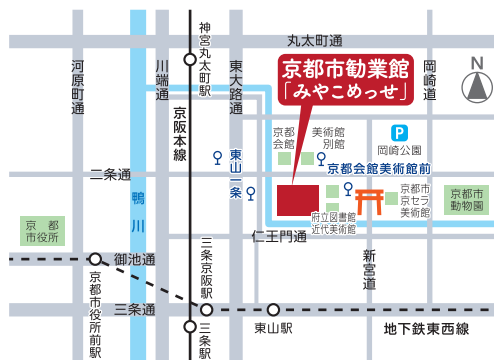 丸太町通
神宮丸太町駅
河原町通
川端通
東大路通
岡崎道
N
京都市勧業館
「みやこめっせ」
京阪本線
京都
会館
美術館
別館
P
岡崎公園
東山二条
京都会館美術館前
二条通
鴨川
京都市
京セラ
美術館
京都市
動物園
府立図書館
近代美術館
京都
市役所
仁王門通
御池通
三条京阪駅
新宮道
京都市役所前駅
三条通
三条駅
東山駅
地下鉄東西線